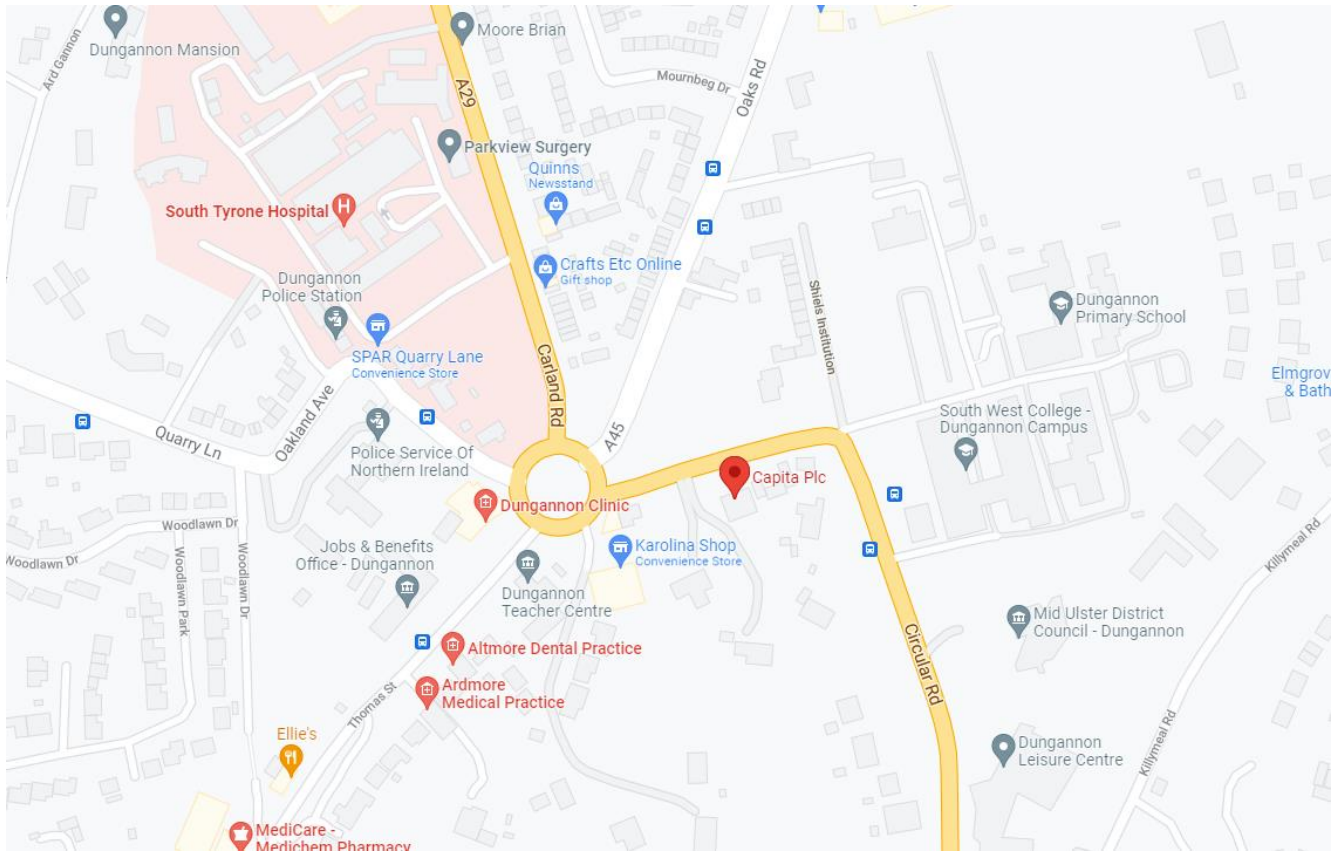 Moore Brian
Dungannon Mansion
Ard Gannon
A29
Mournbeg Dr
Oaks Rd
Parkview Surgery
Quinns
Newsstand
South Tyrone Hospital
H
Crafts Etc Online
Gift shop
Dungannon
Police Station
Shiels Institution
Dungannon
Primary School
SPAR Quarry Lane
Convenience Store
Carland Rd
Elmgrov
& Bath
Oakland Ave
A45
South West College -
Dungannon Campus
Quarry Ln
Police Service Of
Northern Ireland
Capita Plc
Dungannon Clinic
Woodlawn Dr
Woodlawn Dr
Woodlawn Park
Woodlawn Dr
Jobs & Benefits
Office - Dungannon
Karolina Shop
Convenience Store
Killymeal Rd
Dungannon
Teacher Centre
Mid Ulster District
Council - Dungannon
Altmore Dental Practice
Circular Rd
Ardmore
Medical Practice
Thomas St
Ellie's
Dungannon
Leisure Centre
Killymeal Rd
MediCare -
Medichem Pharmacy